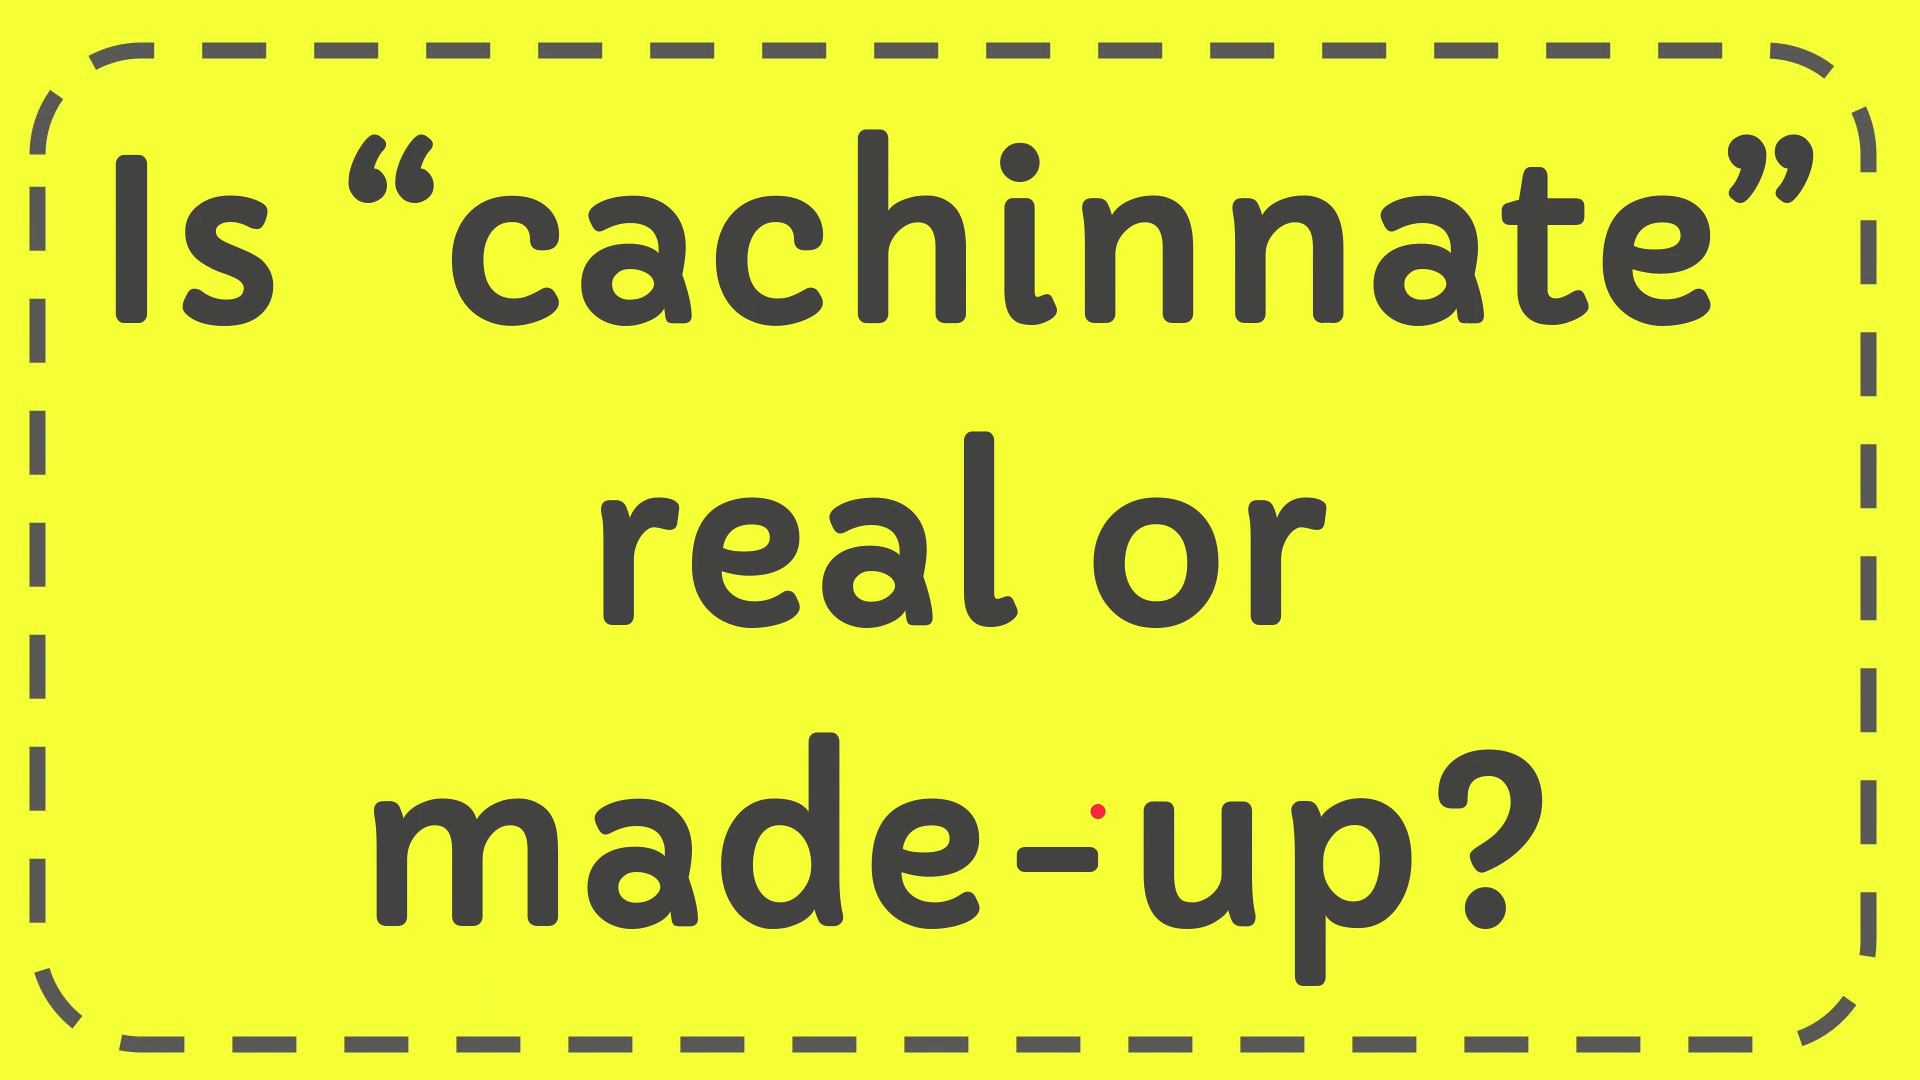 Is “cachinnate”
real or
made-up?